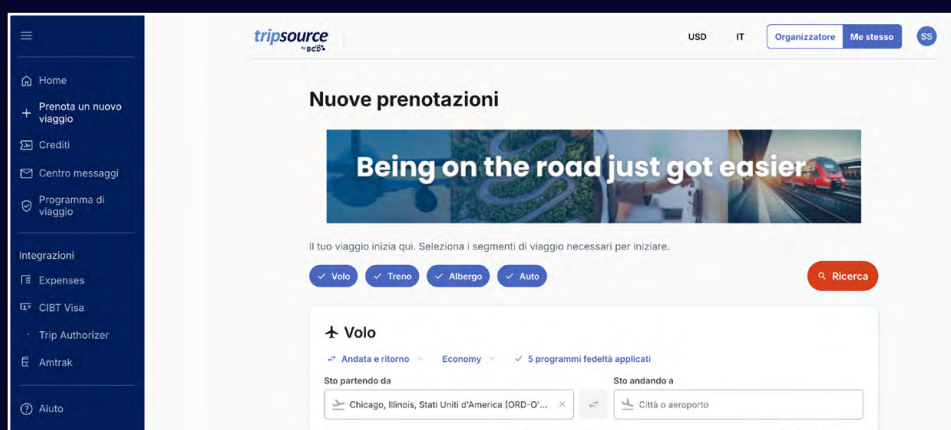 tripsource
by BCD
USD
IT
Organizzatore
Me stesso
SS
Home
Prenota un nuovo
viaggio
Crediti
Centro messaggi
Programma di
viaggio
Integrazioni
Expenses
CIBT Visa
Trip Authorizer
Amtrak
Aiuto
Nuove prenotazioni
Being on the road just got easier
Il tuo viaggio inizia qui. Seleziona i segmenti di viaggio necessari per iniziare.
Volo
Treno
Albergo
Auto
Ricerca
Volo
Andata e ritorno
Economy
5 programmi fedeltà applicati
Sto partendo da
Chicago, Illinois, Stati Uniti d'America [ORD-O'...
Sto andando a
Città o aeroporto